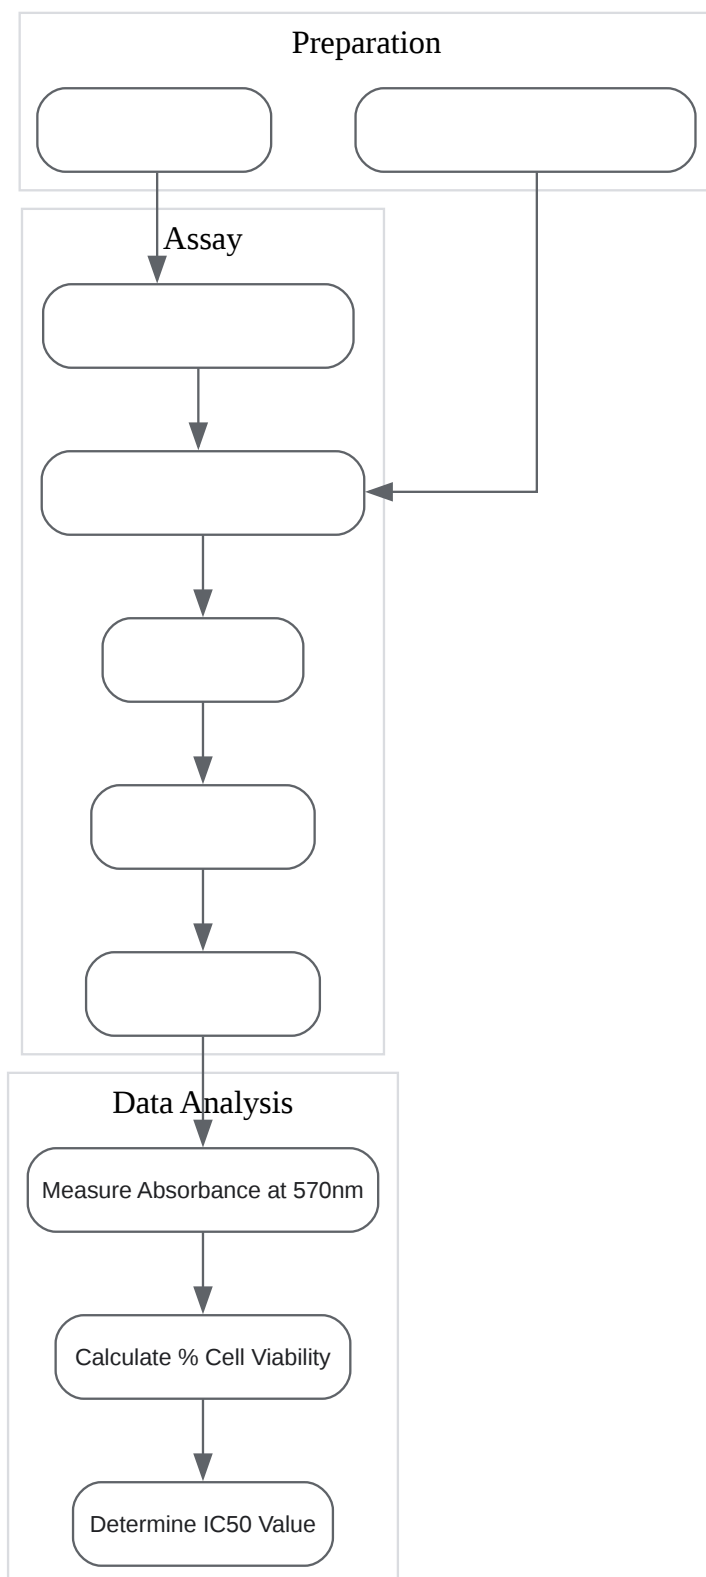 Preparation
Assay
Data Analysis
Measure Absorbance at 570nm
Calculate % Cell Viability
Determine IC50 Value